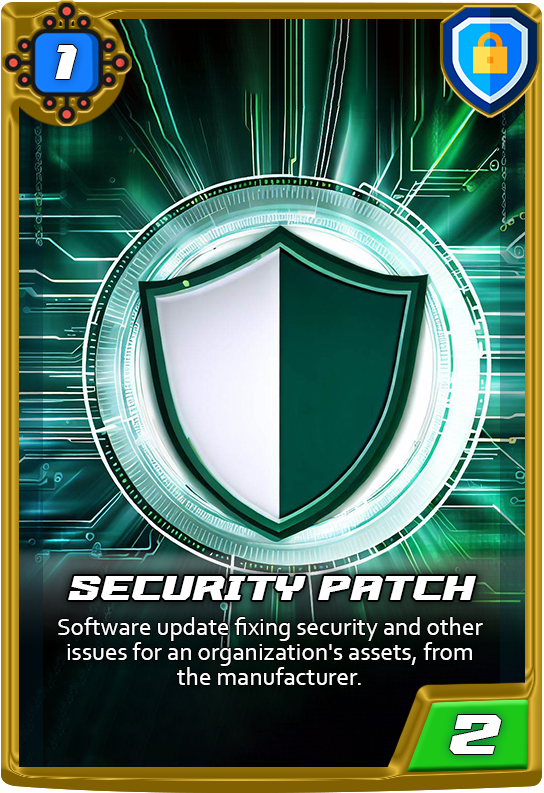 1
SECURITY PATCH
Software update fixing security and other
issues for an organization's assets, from
the manufacturer.
2